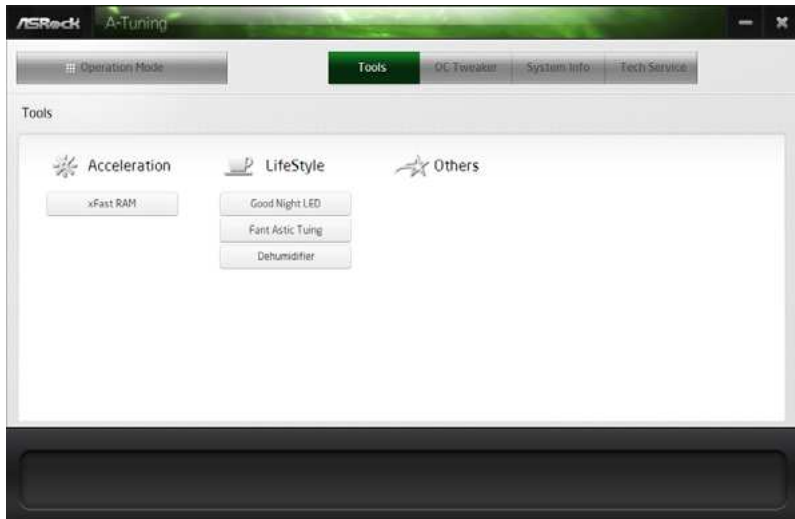 ASRock A-Tuning
Operation Mode Tools OC Tweaker System Info Tech Service
Tools
Acceleration LifeStyle Others
xFast RAM Good Night LED
Fant Astic Tuing
Dehumidifier